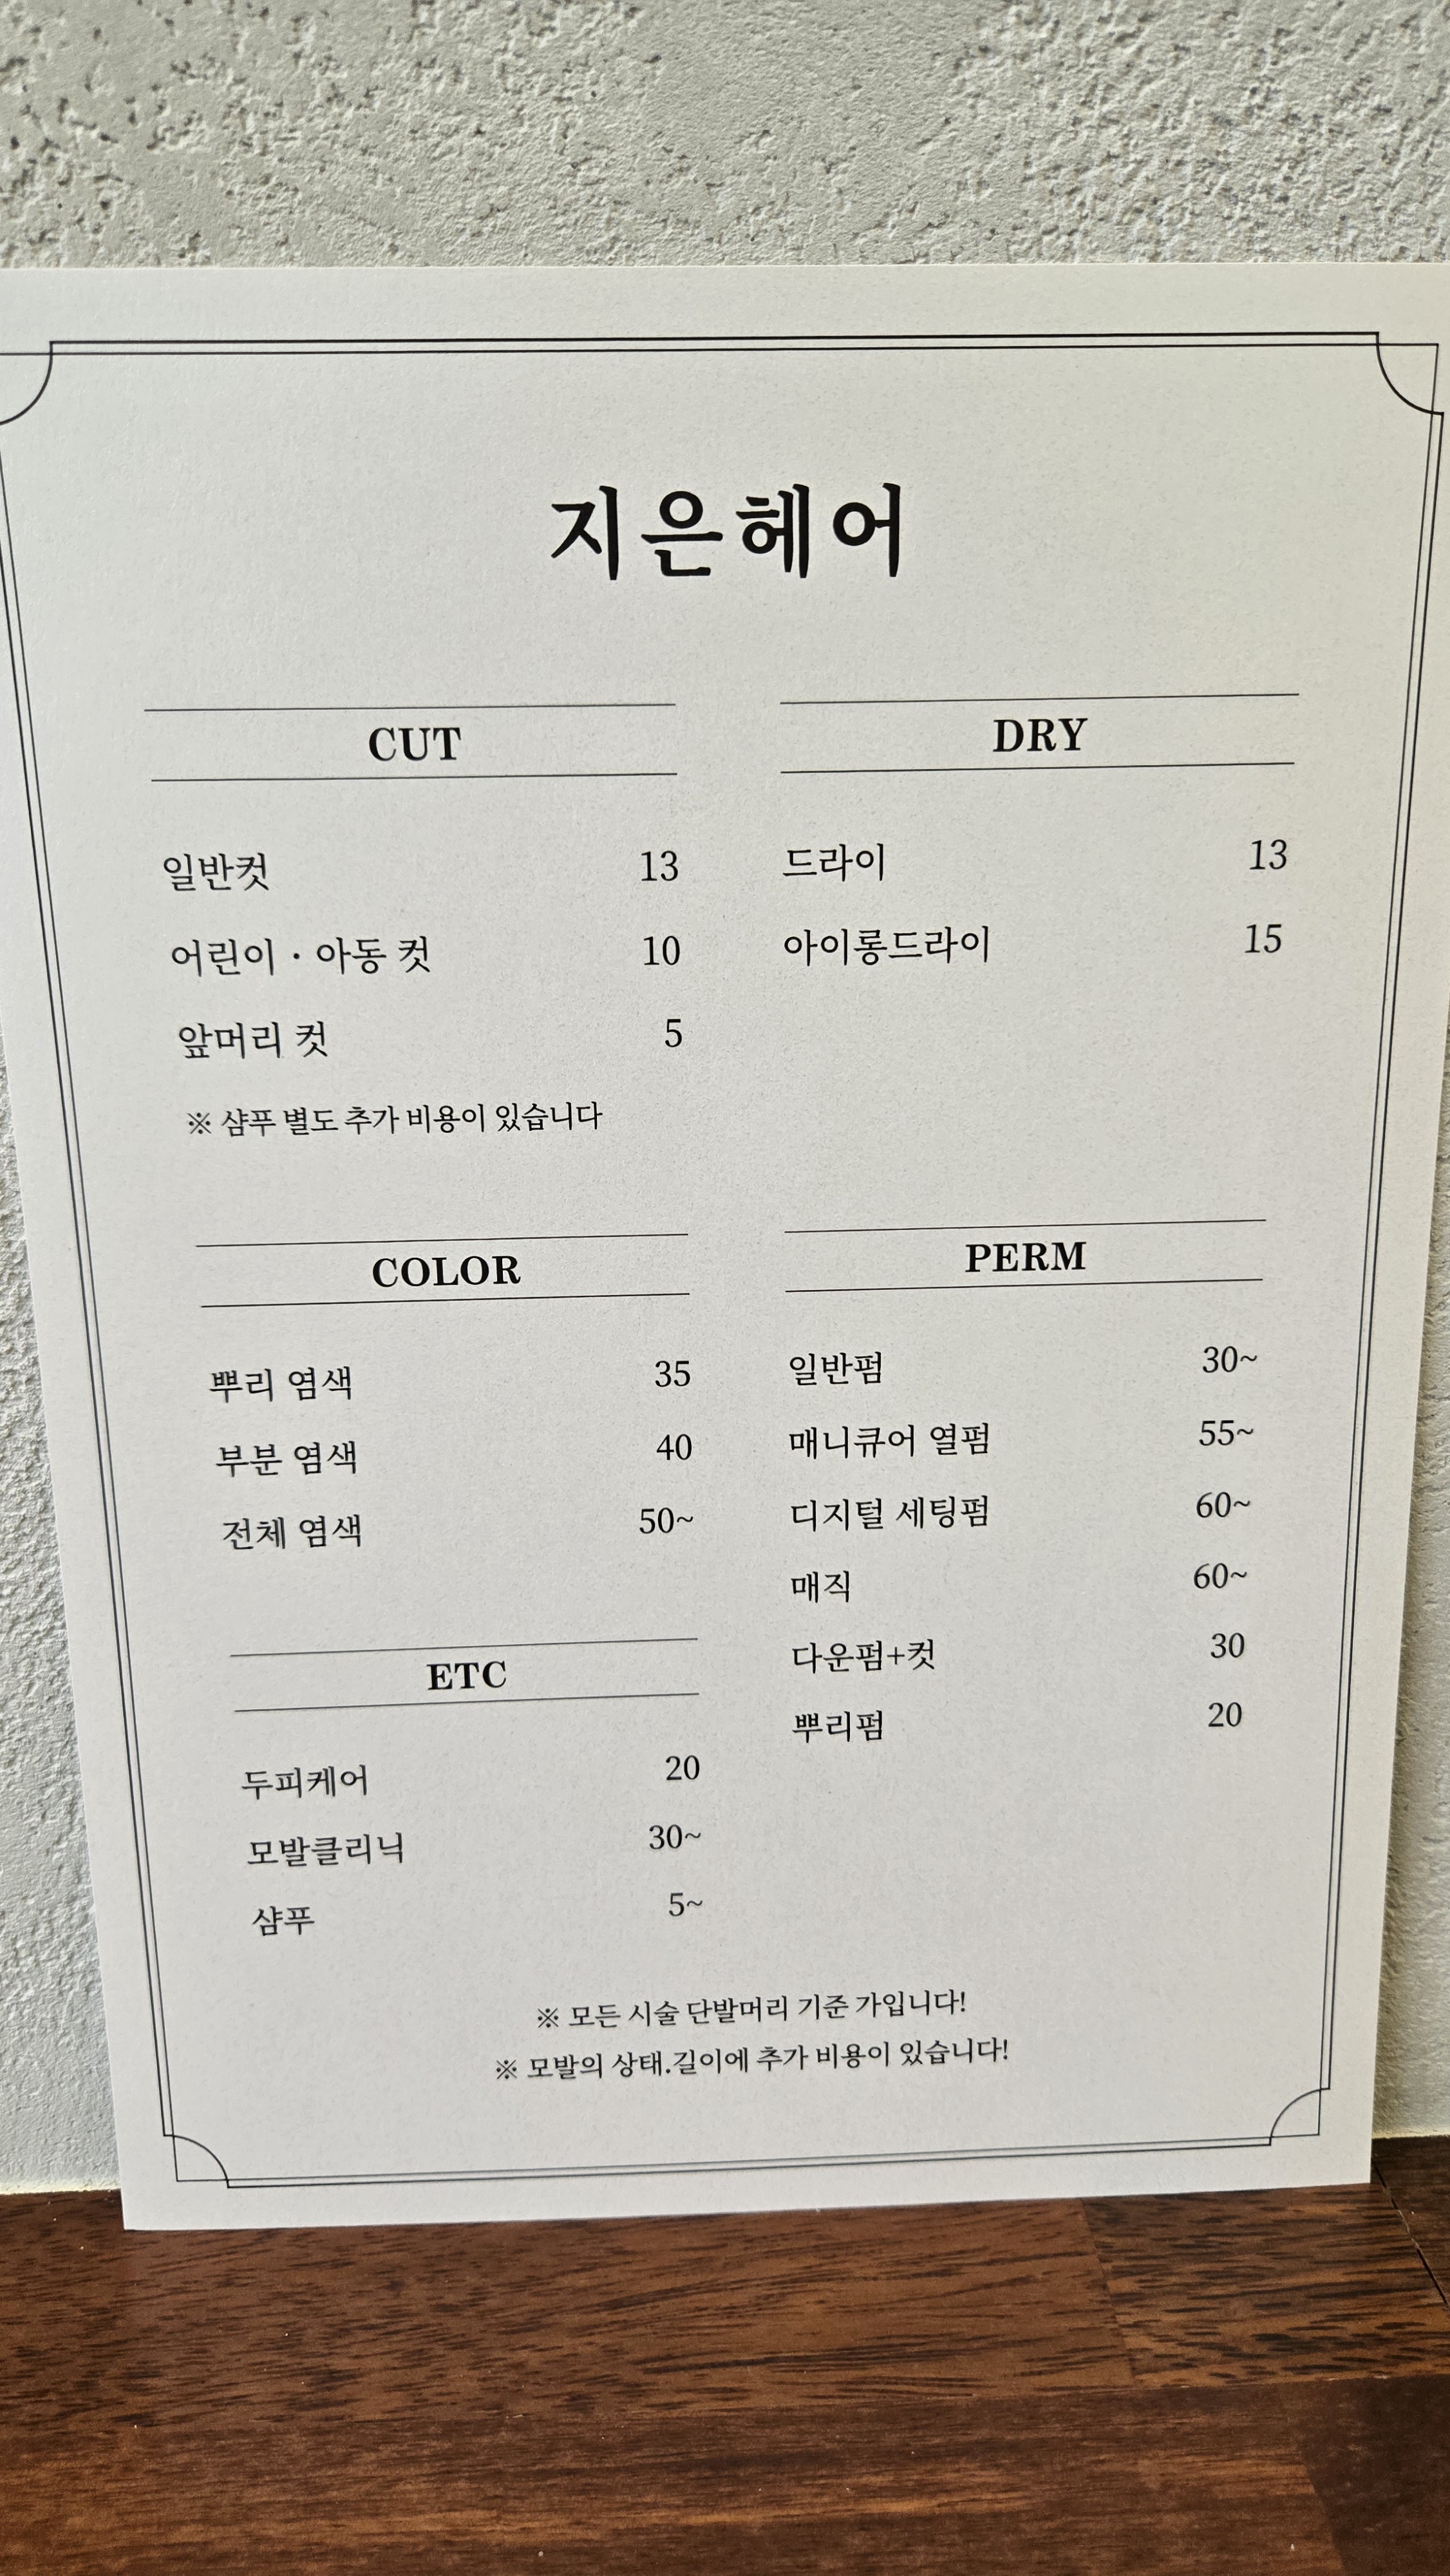 지은헤어
CUT
일반컷 13
어린이 · 아동 컷 10
앞머리 컷 5
※ 샴푸 별도 추가 비용이 있습니다
DRY
드라이 13
아이롱드라이 15
COLOR
뿌리 염색 35
부분 염색 40
전체 염색 50~
ETC
두피케어 20
모발클리닉 30~
샴푸 5~
PERM
일반펌 30~
매니큐어 열펌 55~
디지털 세팅펌 60~
매직 60~
다운펌+컷 30
뿌리펌 20
※ 모든 시술 단발머리 기준 가입니다!
※ 모발의 상태.길이에 추가 비용이 있습니다!